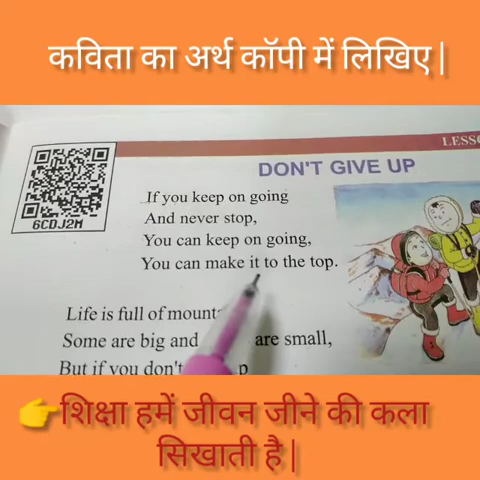 कविता का अर्थ कॉपी में लिखिए|
LESS
DON'T GIVE UP
6CDJ2M
If you keep on going
And never stop,
You can keep on going,
You can make it to the top.
Life is full of
Some are big and are small,
But if you don't
👉शिक्षा हमें जीवन जीने की कला
सिखाती है|